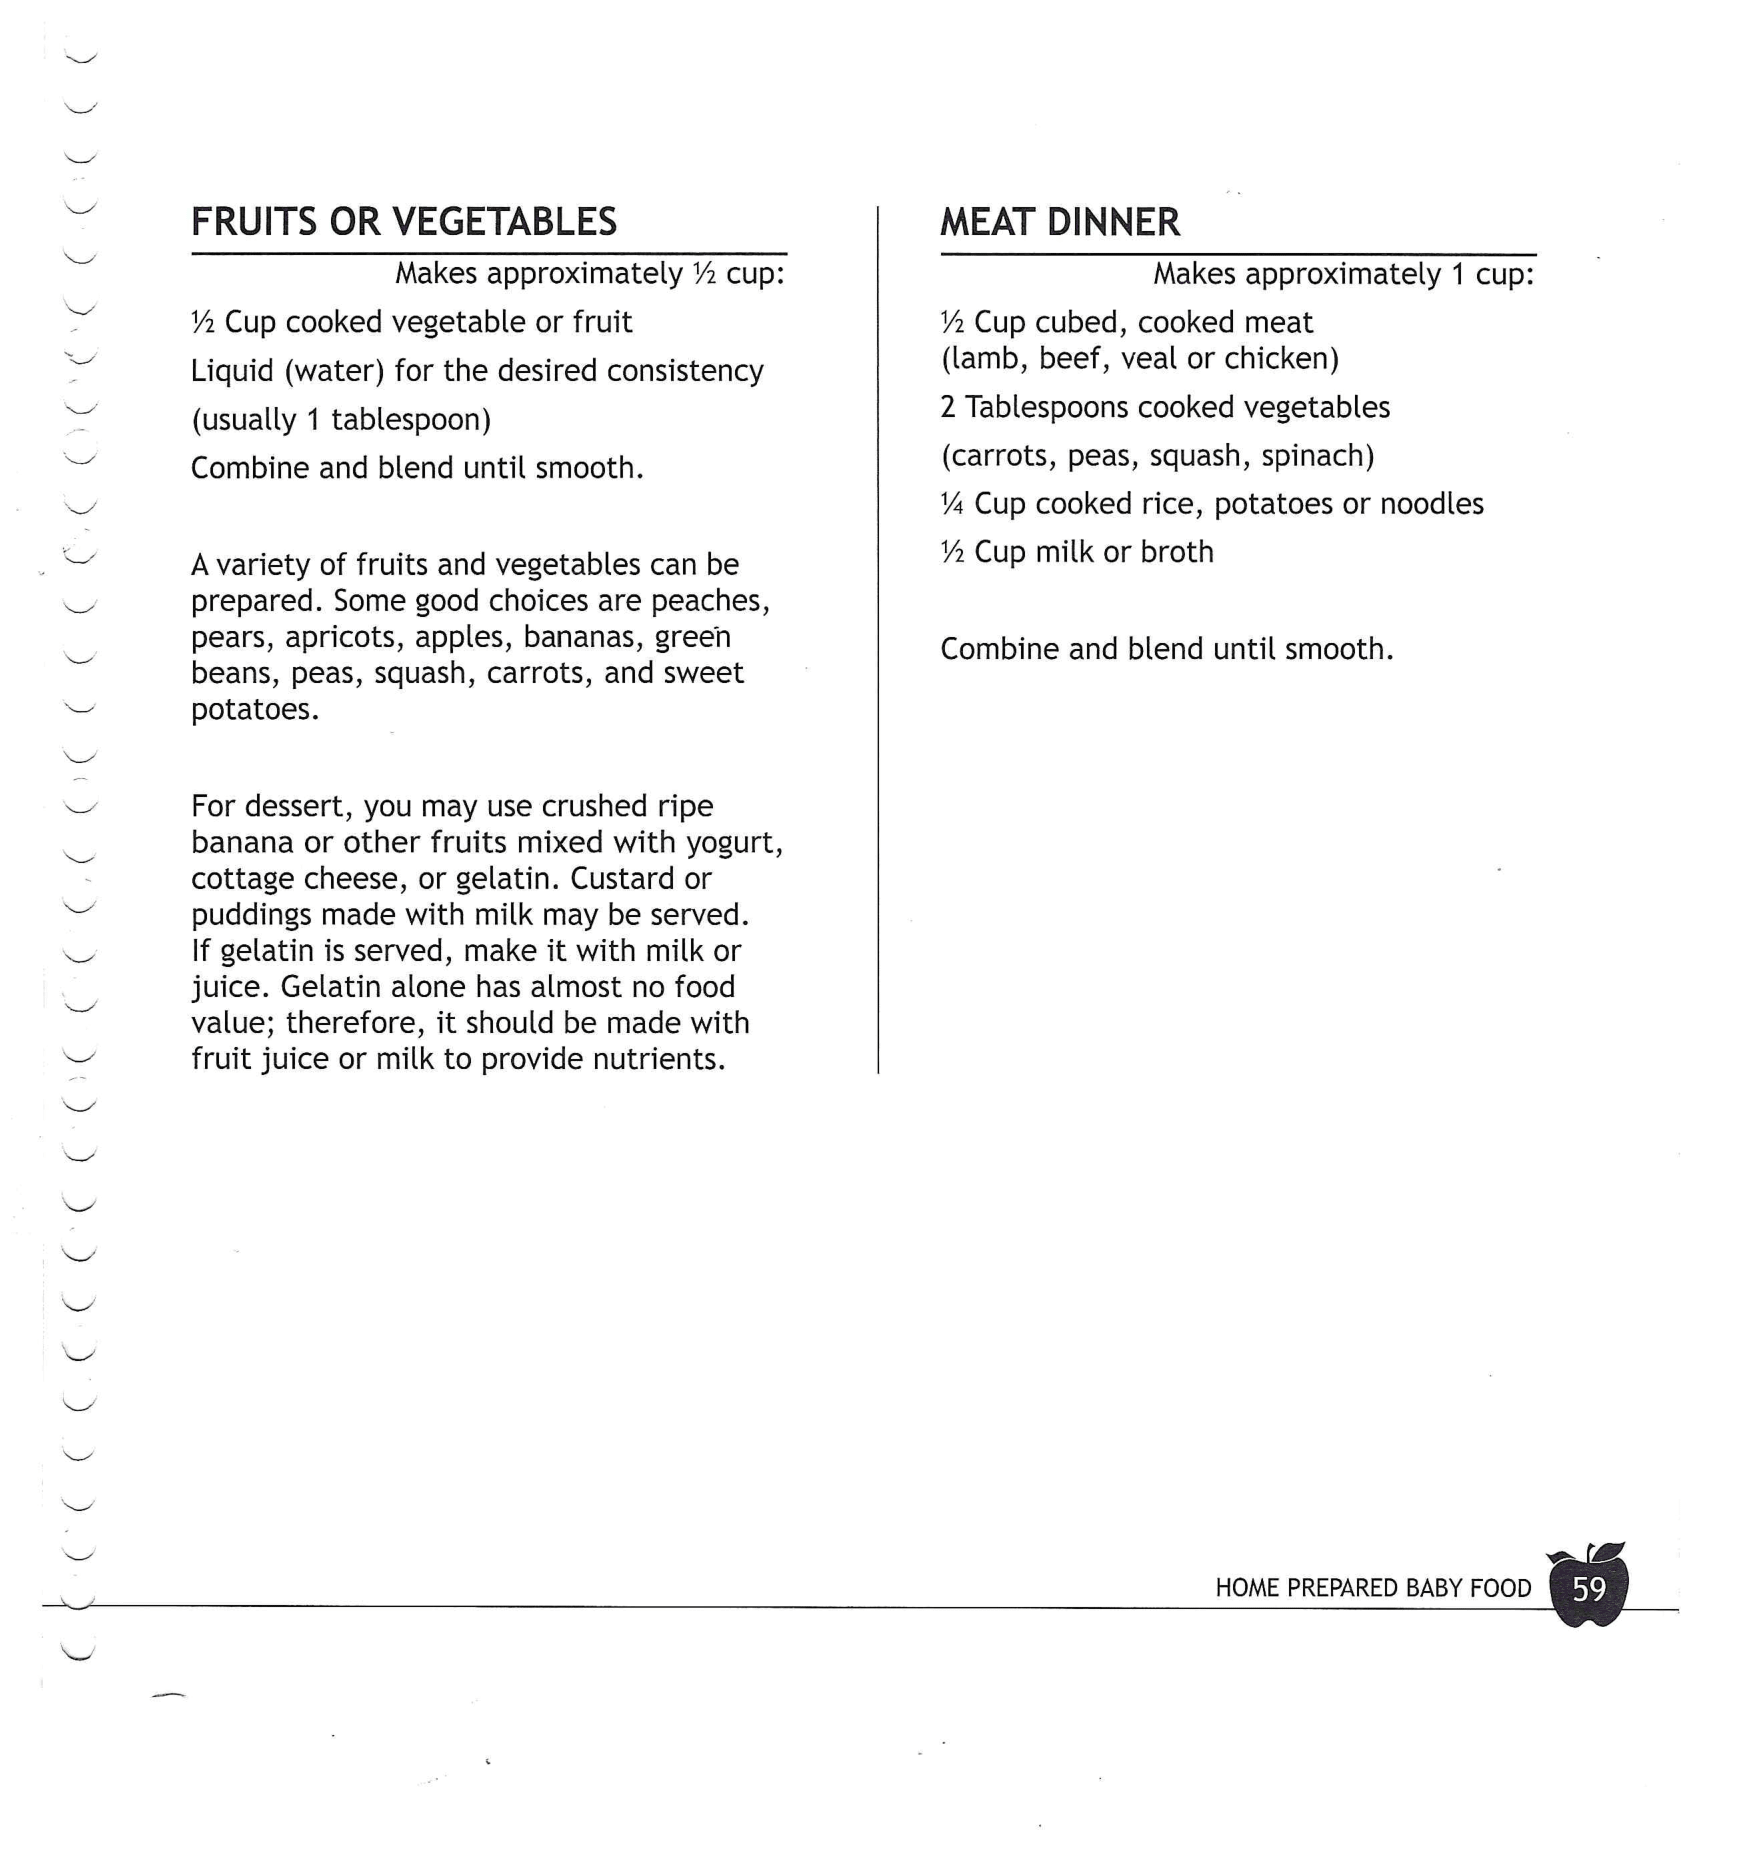 FRUITS OR VEGETABLES
Makes approximately ½ cup:
½ Cup cooked vegetable or fruit
Liquid (water) for the desired consistency
(usually 1 tablespoon)
Combine and blend until smooth.
A variety of fruits and vegetables can be
prepared. Some good choices are peaches,
pears, apricots, apples, bananas, green
beans, peas, squash, carrots, and sweet
potatoes.
For dessert, you may use crushed ripe
banana or other fruits mixed with yogurt,
cottage cheese, or gelatin. Custard or
puddings made with milk may be served.
If gelatin is served, make it with milk or
juice. Gelatin alone has almost no food
value; therefore, it should be made with
fruit juice or milk to provide nutrients.
MEAT DINNER
Makes approximately 1 cup:
½ Cup cubed, cooked meat
(lamb, beef, veal or chicken)
2 Tablespoons cooked vegetables
(carrots, peas, squash, spinach)
¼ Cup cooked rice, potatoes or noodles
½ Cup milk or broth
Combine and blend until smooth.
HOME PREPARED BABY FOOD 59